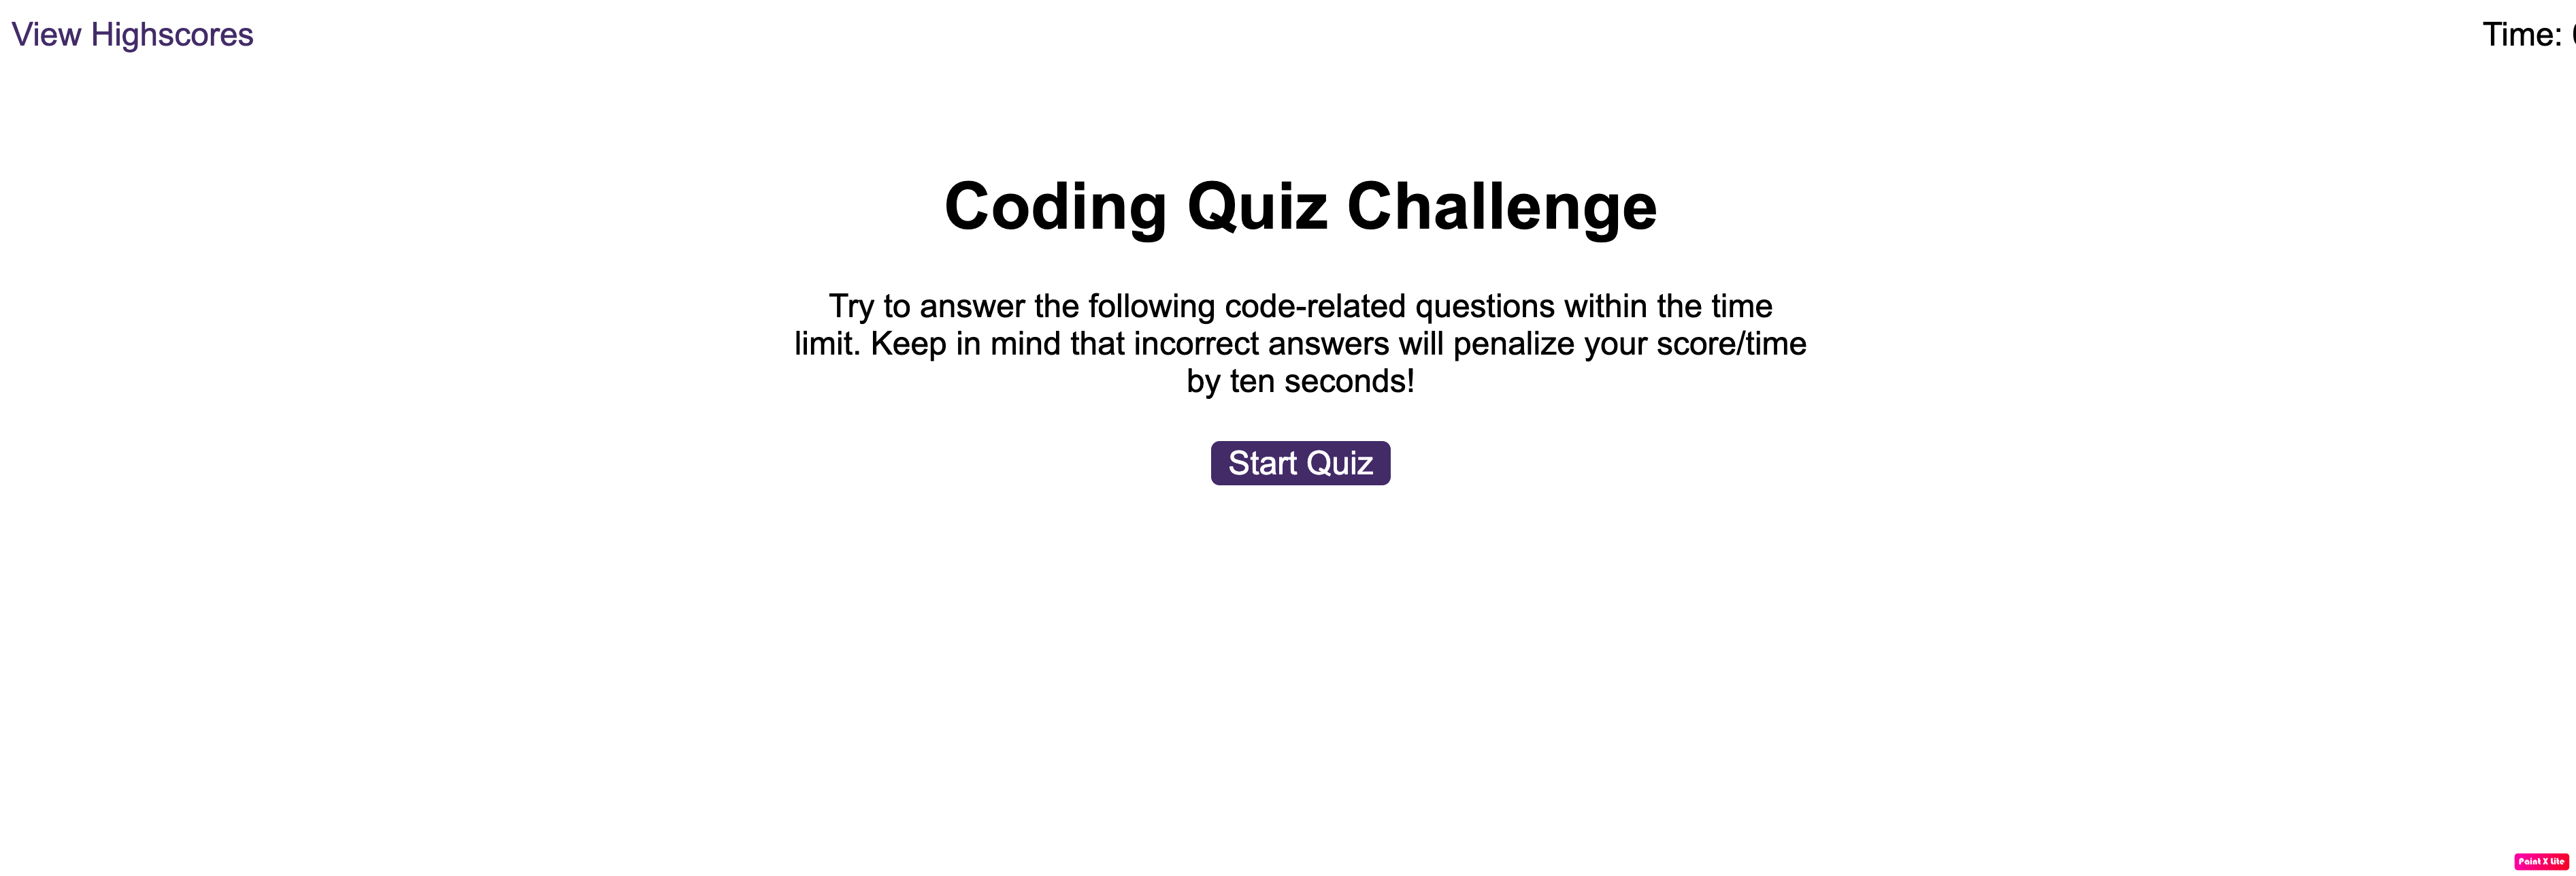 View Highscores
Time:
Coding Quiz Challenge
Try to answer the following code-related questions within the time
limit. Keep in mind that incorrect answers will penalize your score/time
by ten seconds!
Start Quiz
Paint X Lite